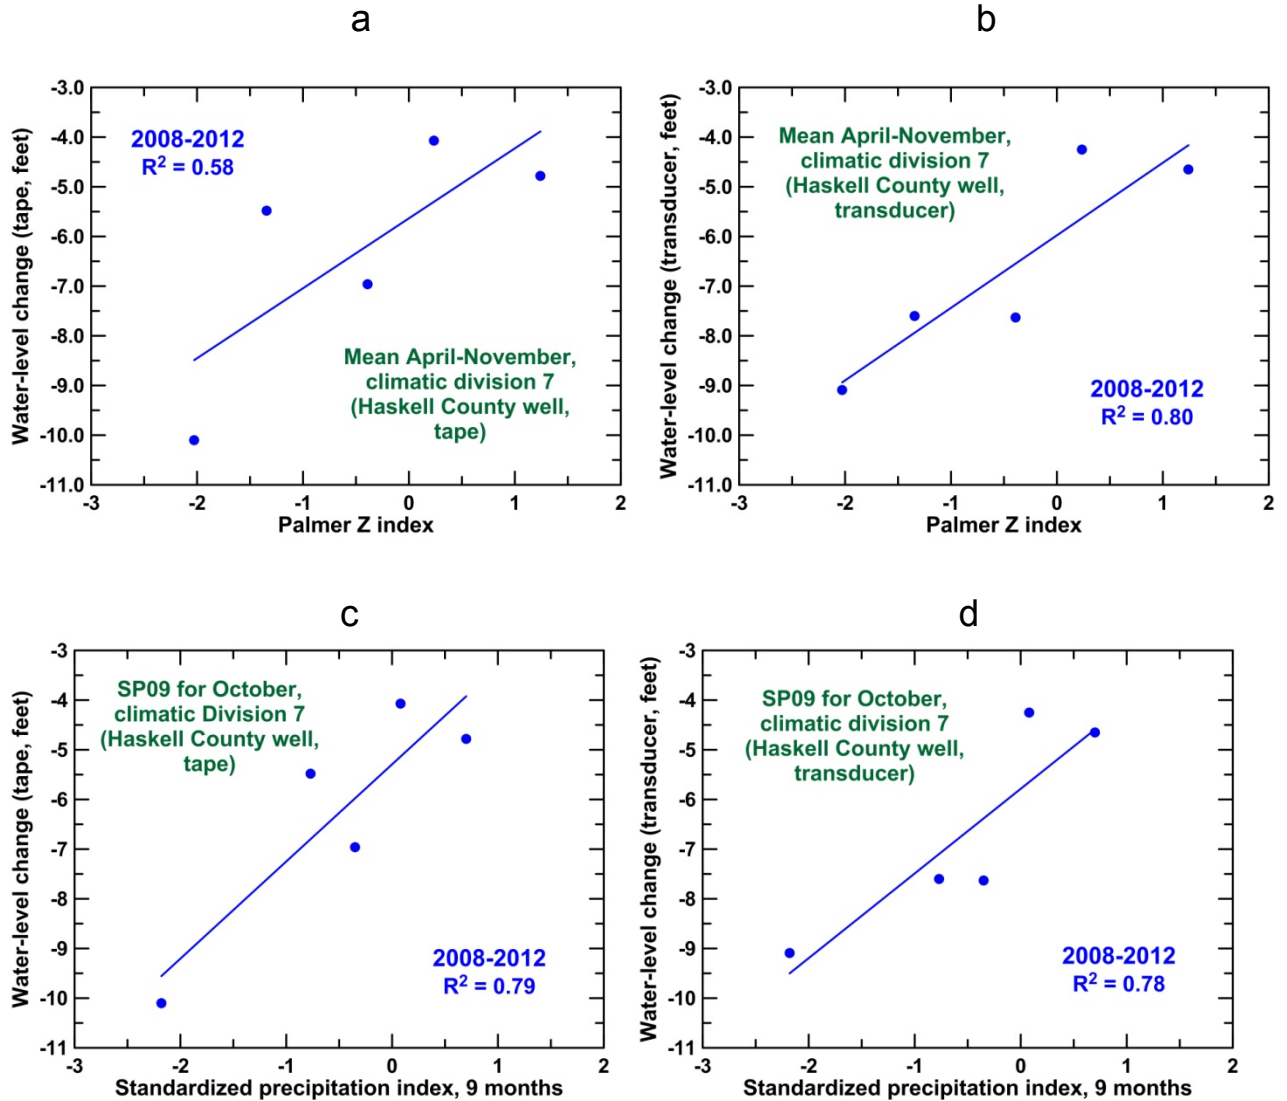 a
-3.0
-4.0
-5.0
-6.0
-7.0
-8.0
-9.0
-10.0
-11.0
Water-level change (tape, feet)
2008-2012
R2 = 0.58
Mean April-November,
climatic division 7
(Haskell County well,
tape)
-3 -2 -1 0 1 2
Palmer Z index
b
-3.0
-4.0
-5.0
-6.0
-7.0
-8.0
-9.0
-10.0
-11.0
Water-level change (transducer, feet)
Mean April-November,
climatic division 7
(Haskell County well,
transducer)
2008-2012
R2 = 0.80
-3 -2 -1 0 1 2
Palmer Z index
c
-3
-4
-5
-6
-7
-8
-9
-10
-11
Water-level change (tape, feet)
SP09 for October,
climatic Division 7
(Haskell County well,
tape)
2008-2012
R2 = 0.79
-3 -2 -1 0 1 2
Standardized precipitation index, 9 months
d
-3
-4
-5
-6
-7
-8
-9
-10
-11
Water-level change (transducer, feet)
SP09 for October,
climatic division 7
(Haskell County well,
transducer)
2008-2012
R2 = 0.78
-3 -2 -1 0 1 2
Standardized precipitation index, 9 months